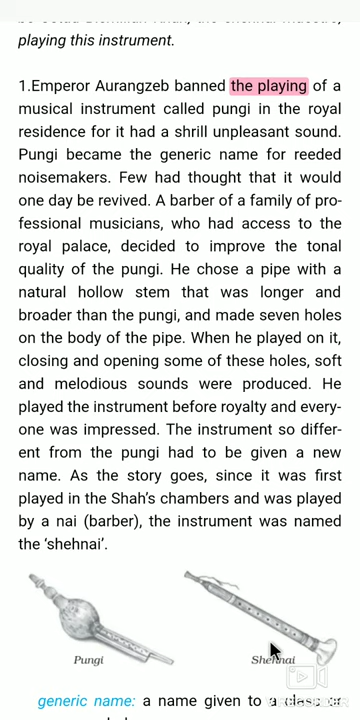 playing this instrument.
1.Emperor Aurangzeb banned the playing of a
musical instrument called pungi in the royal
residence for it had a shrill unpleasant sound.
Pungi became the generic name for reeded
noisemakers. Few had thought that it would
one day be revived. A barber of a family of pro-
fessional musicians, who had access to the
royal palace, decided to improve the tonal
quality of the pungi. He chose a pipe with a
natural hollow stem that was longer and
broader than the pungi, and made seven holes
on the body of the pipe. When he played on it,
closing and opening some of these holes, soft
and melodious sounds were produced. He
played the instrument before royalty and every-
one was impressed. The instrument so differ-
ent from the pungi had to be given a new
name. As the story goes, since it was first
played in the Shah's chambers and was played
by a nai (barber), the instrument was named
the 'shehnai'.
Pungi
Shehnai
generic name: a name given to a class or